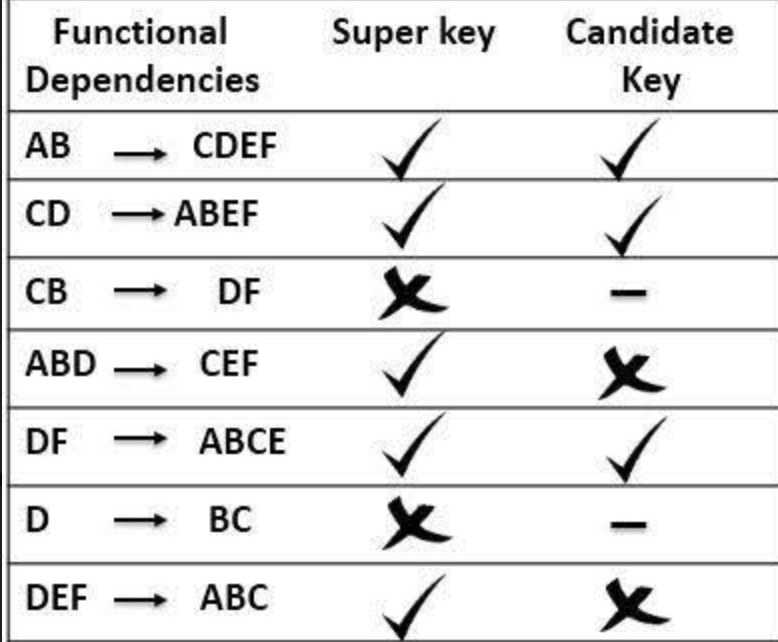 Functional Dependencies Super key Candidate Key
AB → CDEF ✓ ✓
CD → ABEF ✓ ✓
CB → DF ✗ –
ABD → CEF ✓ ✗
DF → ABCE ✓ ✓
D → BC ✗ –
DEF → ABC ✓ ✗